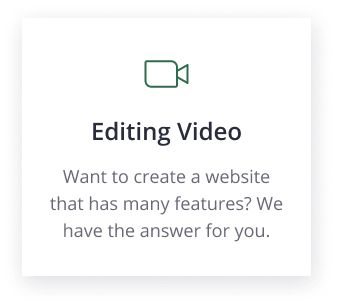 Editing Video
Want to create a website
that has many features? We
have the answer for you.